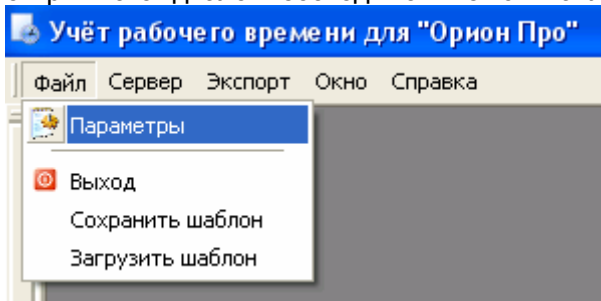 Учёт рабочего времени для "Орион Про"
Файл Сервер Экспорт Окно Справка
Параметры
Выход
Сохранить шаблон
Загрузить шаблон